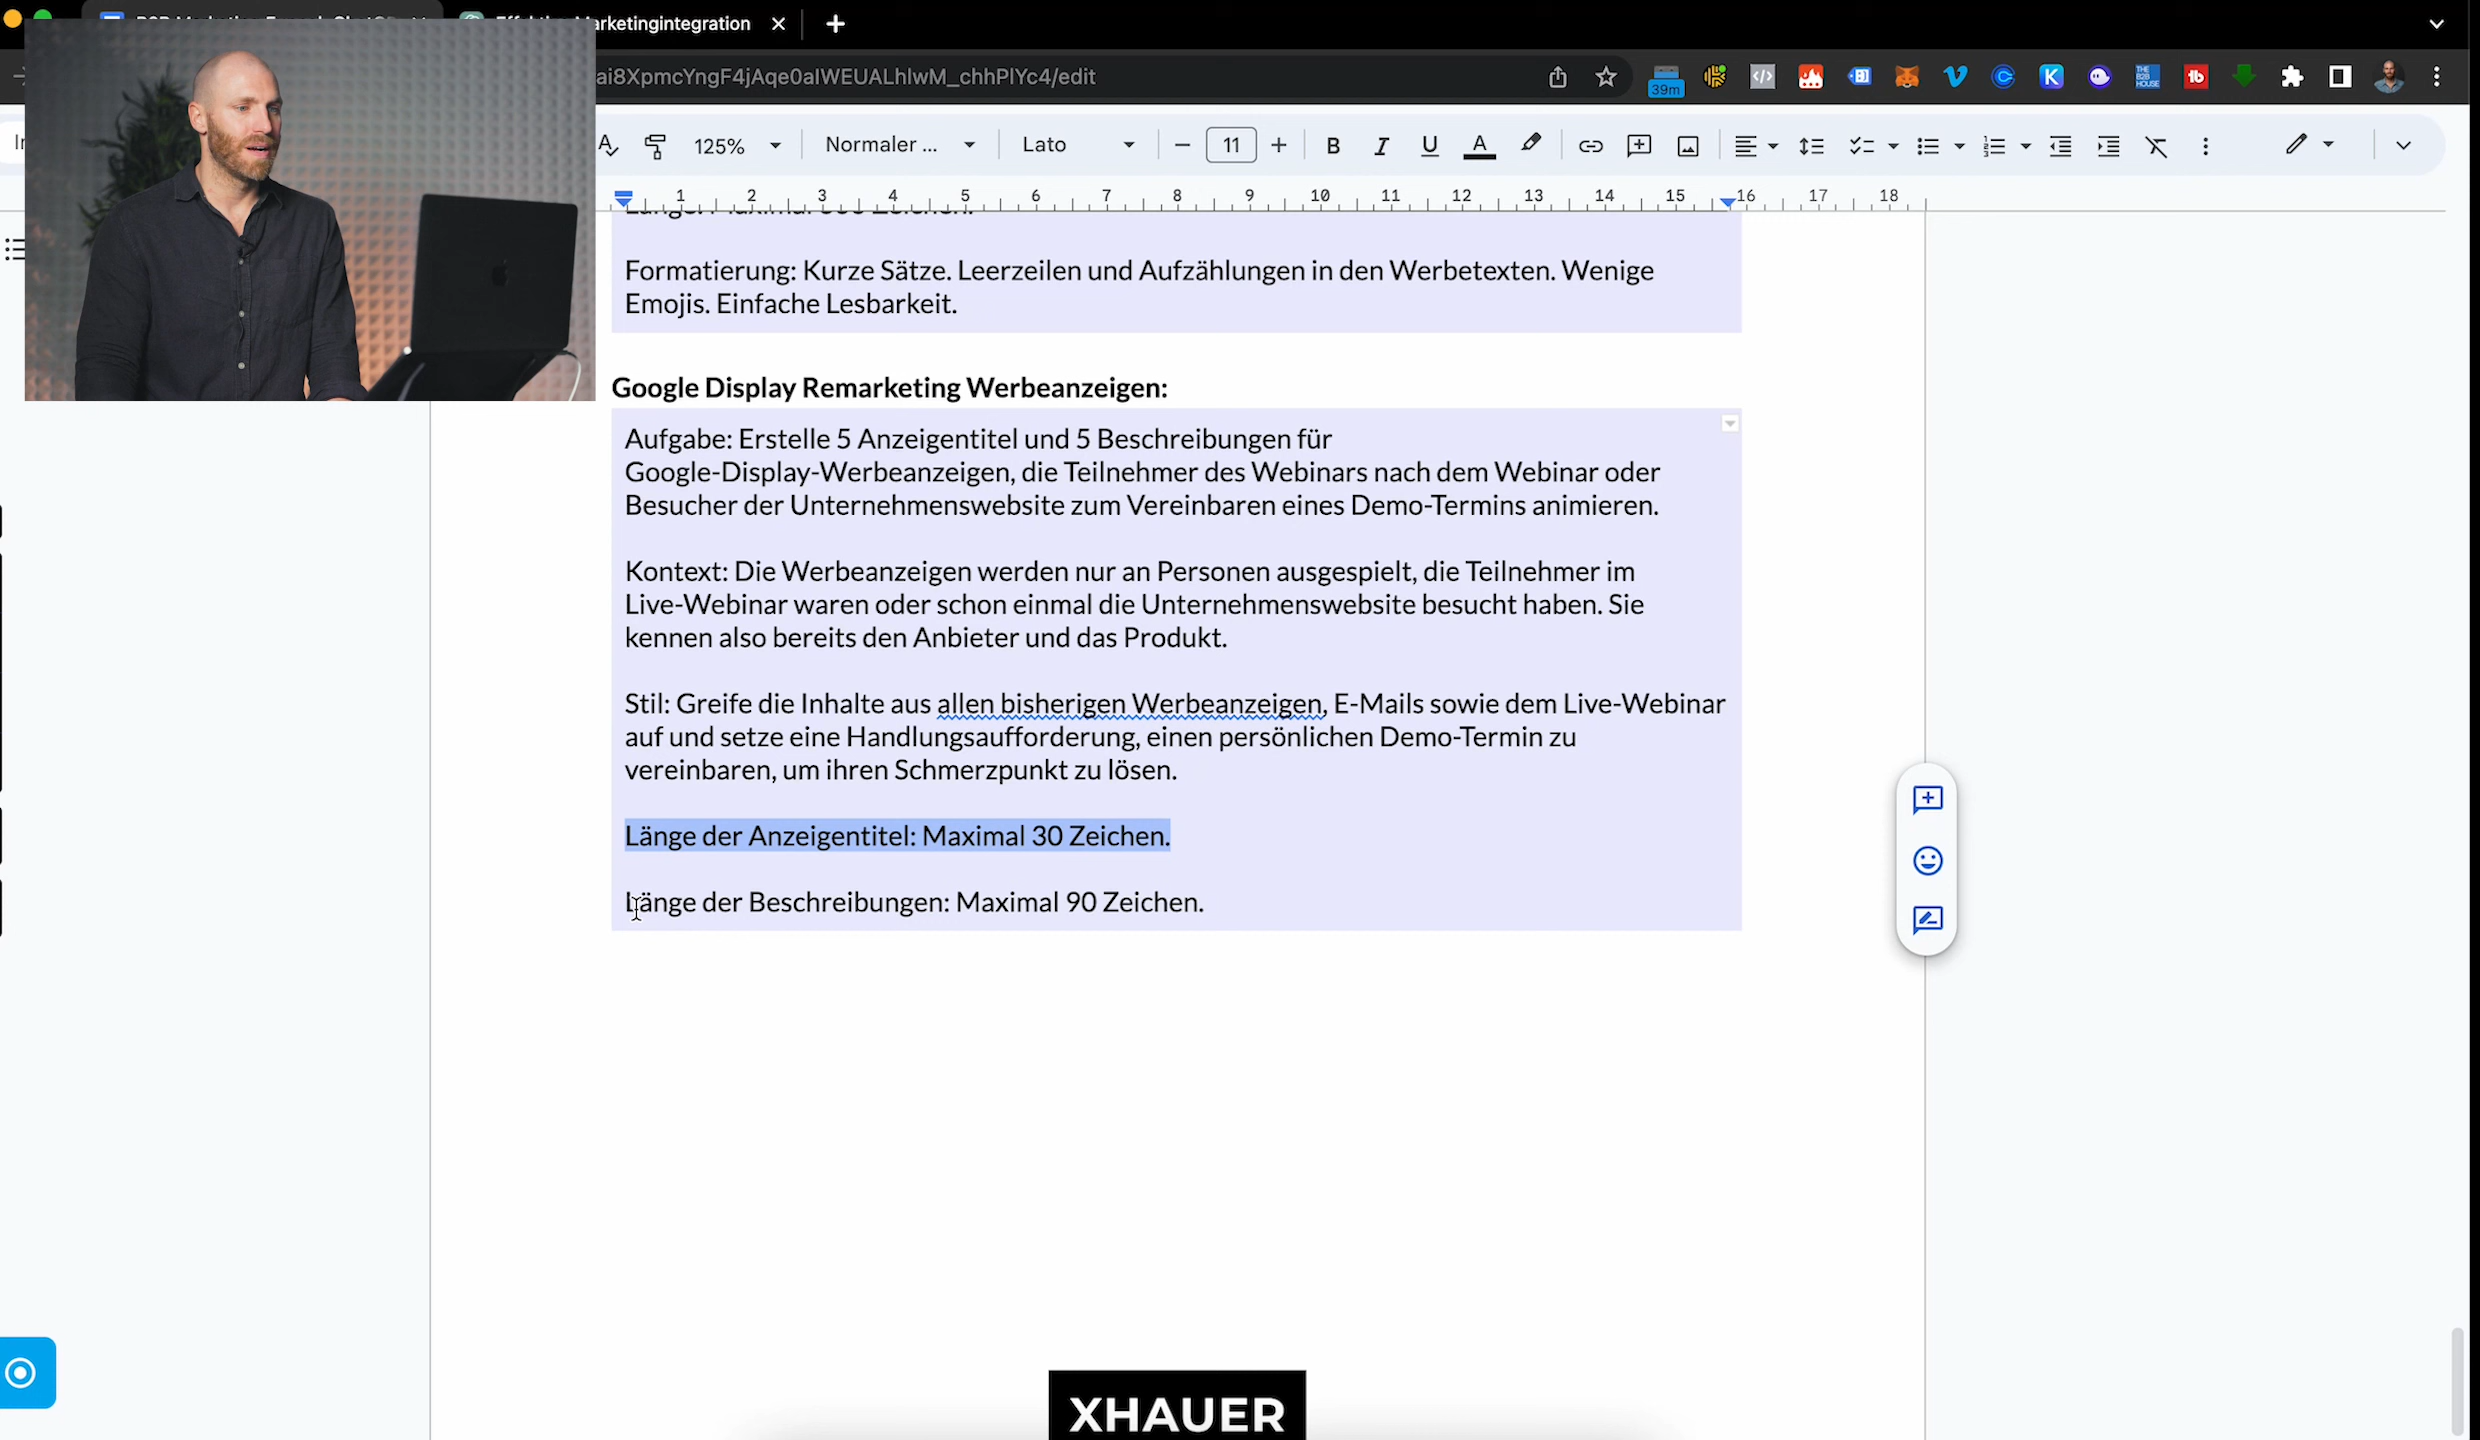 Marketingintegration
ai8XpmcYngF4jAqe0aIWEUALhlwM_chhPlYc4/edit
39m
THE B2B HOUSE
125%
Normaler ...
Lato
11
1 2 3 4 5 6 7 8 9 10 11 12 13 14 15 16 17 18
Formatierung: Kurze Sätze. Leerzeilen und Aufzählungen in den Werbetexten. Wenige
Emojis. Einfache Lesbarkeit.
Google Display Remarketing Werbeanzeigen:
Aufgabe: Erstelle 5 Anzeigentitel und 5 Beschreibungen für
Google-Display-Werbeanzeigen, die Teilnehmer des Webinars nach dem Webinar oder
Besucher der Unternehmenswebsite zum Vereinbaren eines Demo-Termins animieren.
Kontext: Die Werbeanzeigen werden nur an Personen ausgespielt, die Teilnehmer im
Live-Webinar waren oder schon einmal die Unternehmenswebsite besucht haben. Sie
kennen also bereits den Anbieter und das Produkt.
Stil: Greife die Inhalte aus allen bisherigen Werbeanzeigen, E-Mails sowie dem Live-Webinar
auf und setze eine Handlungsaufforderung, einen persönlichen Demo-Termin zu
vereinbaren, um ihren Schmerzpunkt zu lösen.
Länge der Anzeigentitel: Maximal 30 Zeichen.
Länge der Beschreibungen: Maximal 90 Zeichen.
XHAUER